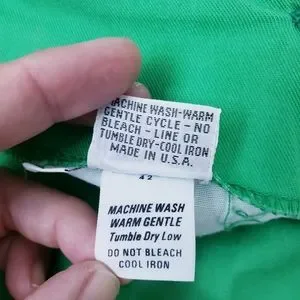 MACHINE WASH-WARM
GENTLE CYCLE - NO
BLEACH - LINE OR
TUMBLE DRY-COOL IRON
MADE IN U.S.A.
42
MACHINE WASH
WARM GENTLE
Tumble Dry Low
DO NOT BLEACH
COOL IRON